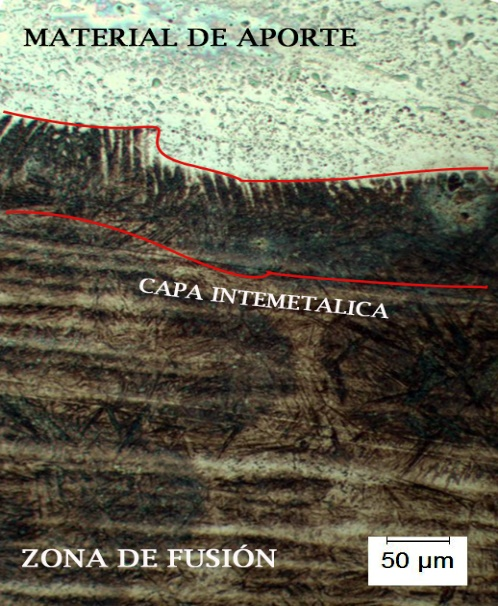 MATERIAL DE APORTE
CAPA INTEMETALICA
ZONA DE FUSIÓN
50 µm